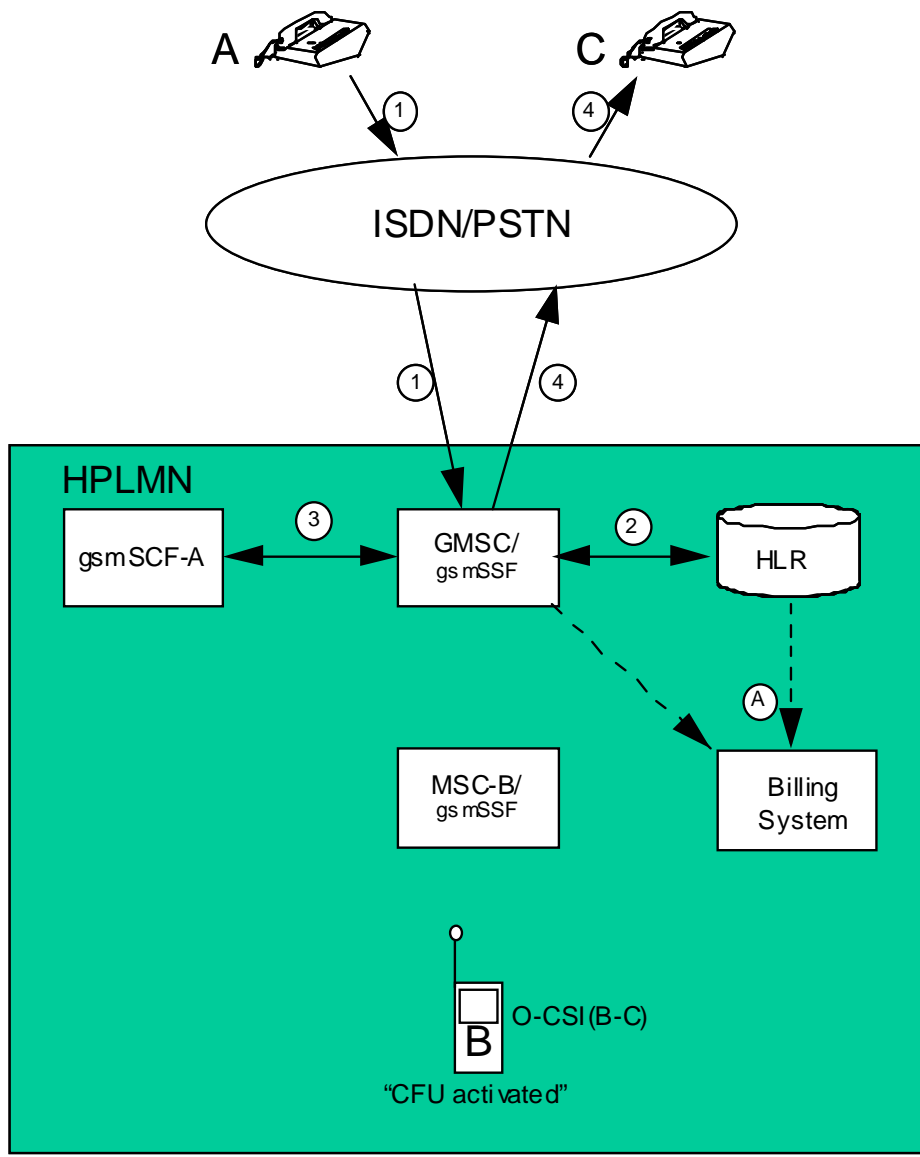 A
C
1
4
ISDN/PSTN
1
4
HPLMN
gsmSCF-A
3
GMSC/
gsmSSF
2
HLR
A
MSC-B/
gsmSSF
Billing
System
B
O-CSI(B-C)
“CFU activated”